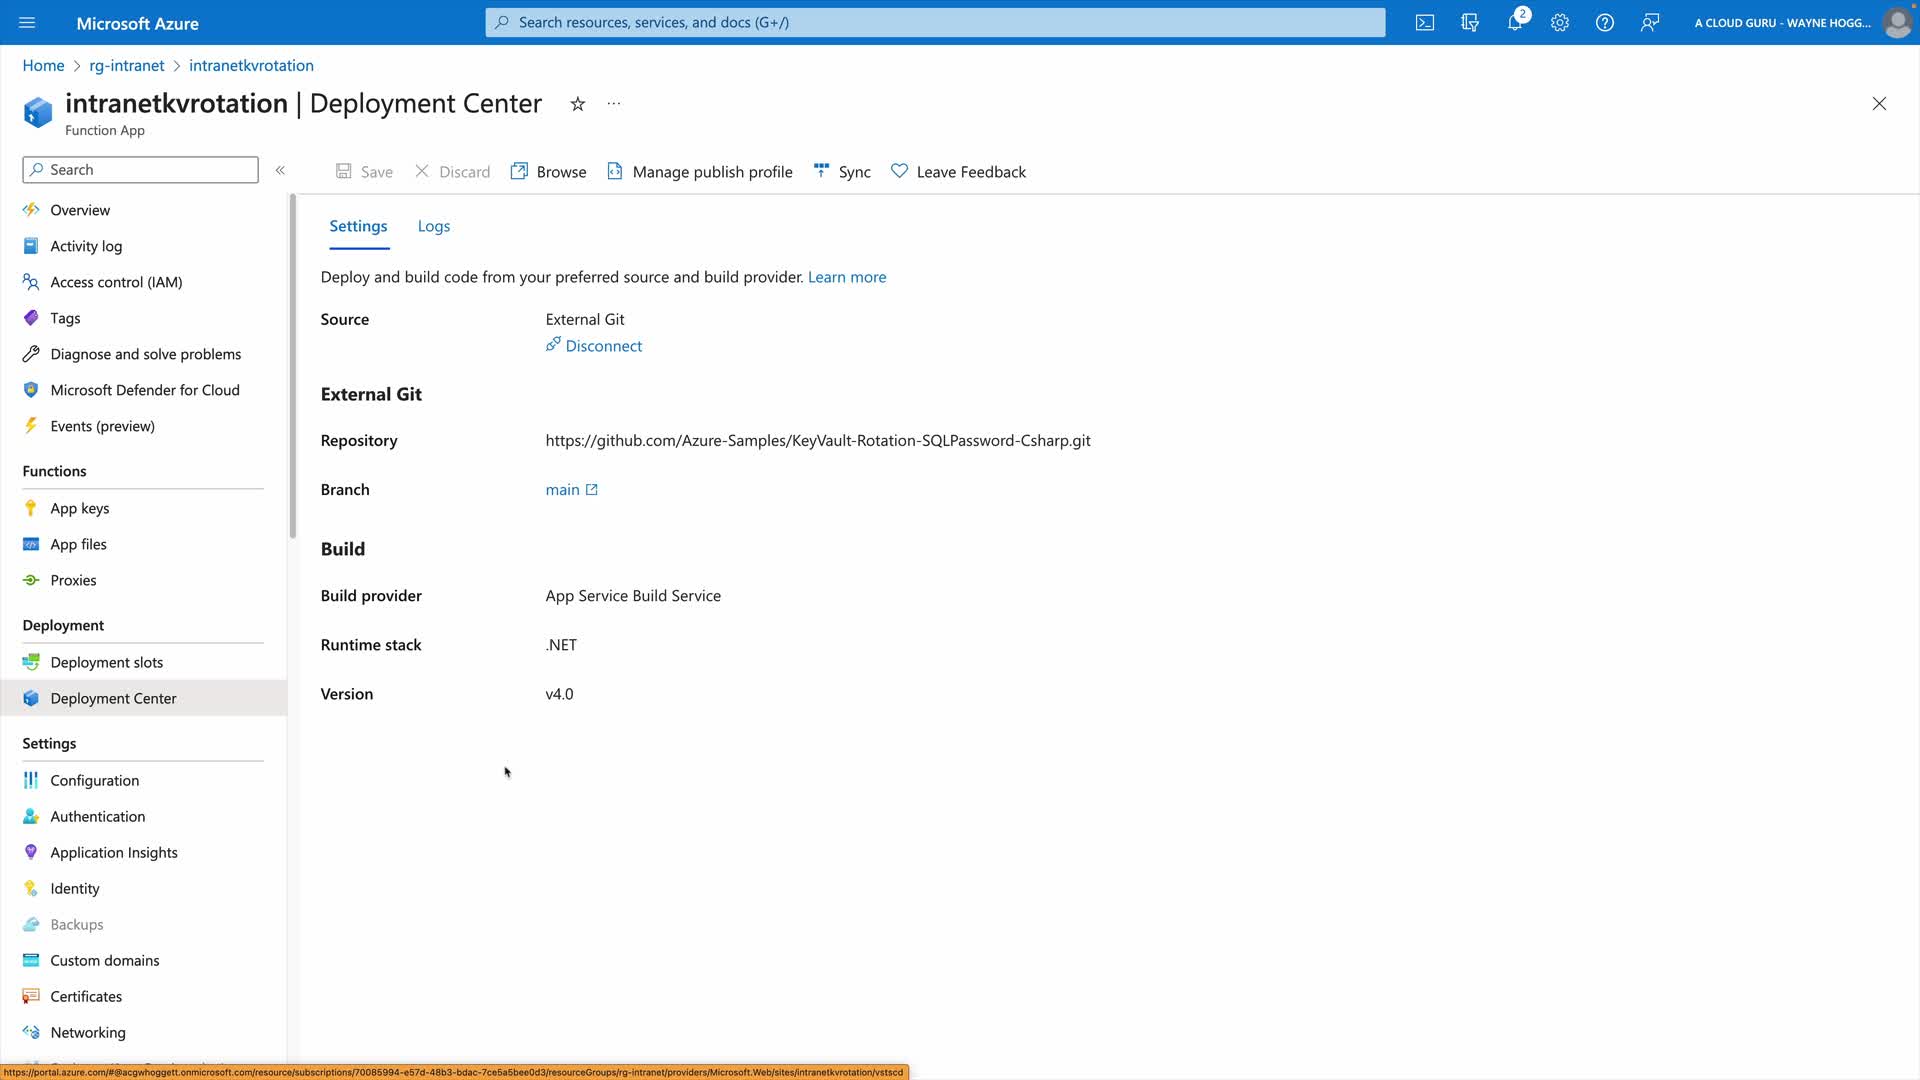 Microsoft Azure
Search resources, services, and docs (G+/)
2
A CLOUD GURU - WAYNE HOGG...
Home > rg-intranet > intranetkvrotation
intranetkvrotation | Deployment Center
...
Function App
Search
«
Save
Discard
Browse
Manage publish profile
Sync
Leave Feedback
Overview
Activity log
Access control (IAM)
Tags
Diagnose and solve problems
Microsoft Defender for Cloud
Events (preview)
Functions
App keys
App files
Proxies
Deployment
Deployment slots
Deployment Center
Settings
Configuration
Authentication
Application Insights
Identity
Backups
Custom domains
Certificates
Networking
Settings
Logs
Deploy and build code from your preferred source and build provider. Learn more
Source
External Git
Disconnect
External Git
Repository
https://github.com/Azure-Samples/KeyVault-Rotation-SQLPassword-Csharp.git
Branch
main
Build
Build provider
App Service Build Service
Runtime stack
.NET
Version
v4.0
https://portal.azure.com/#@acgwhoggett.onmicrosoft.com/resource/subscriptions/70085994-e57d-48b3-bdac-7ce5a5bee0d3/resourceGroups/rg-intranet/providers/Microsoft.Web/sites/intranetkvrotation/vstscd